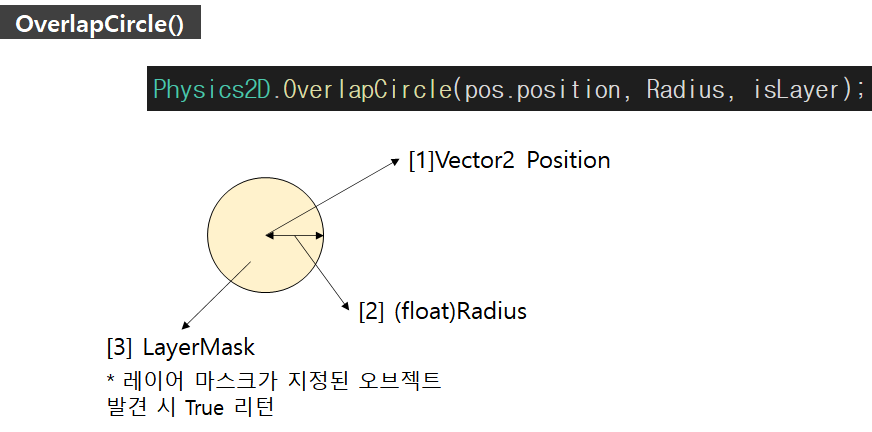 OverlapCircle()
Physics2D.OverlapCircle(pos.position, Radius, isLayer);
[1]Vector2 Position
[2] (float)Radius
[3] LayerMask
* 레이어 마스크가 지정된 오브젝트
발견 시 True 리턴